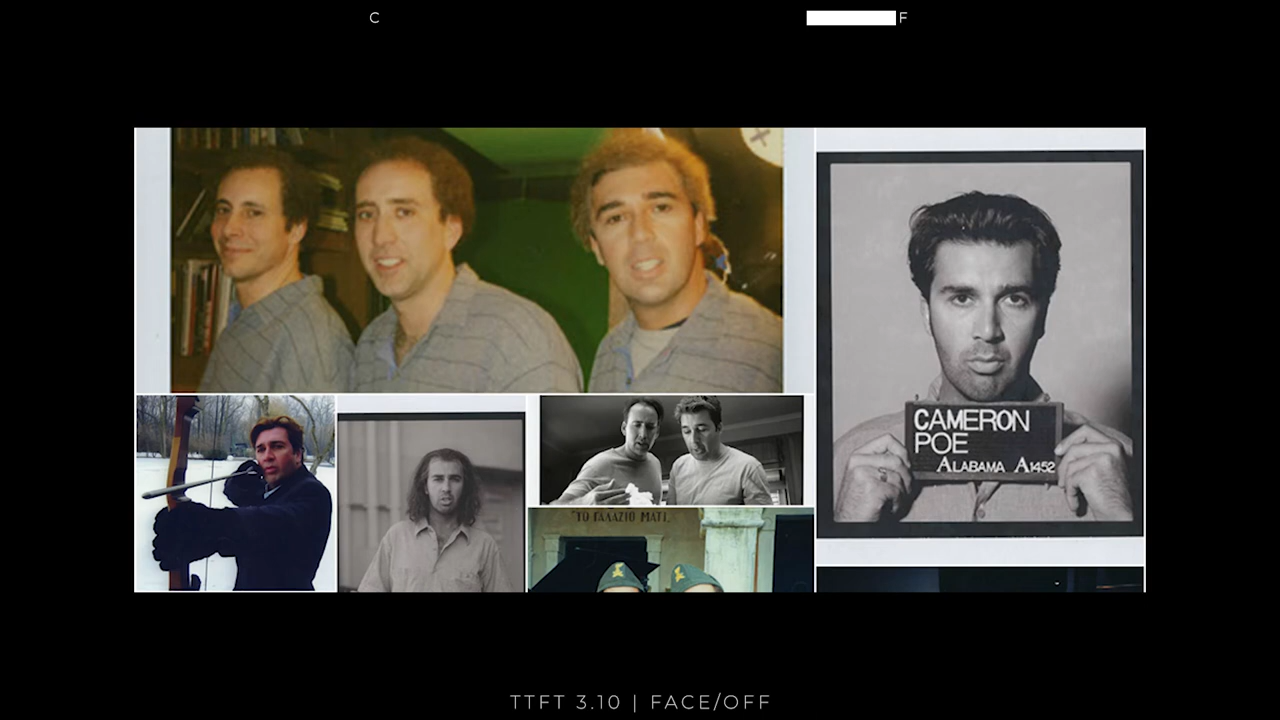 C
F
CAMERON
POE
ALABAMA A1452
"ΤΟ ΓΑΛΑΖΙΟ ΜΑΤΙ"
TTFT 3.10 | FACE/OFF